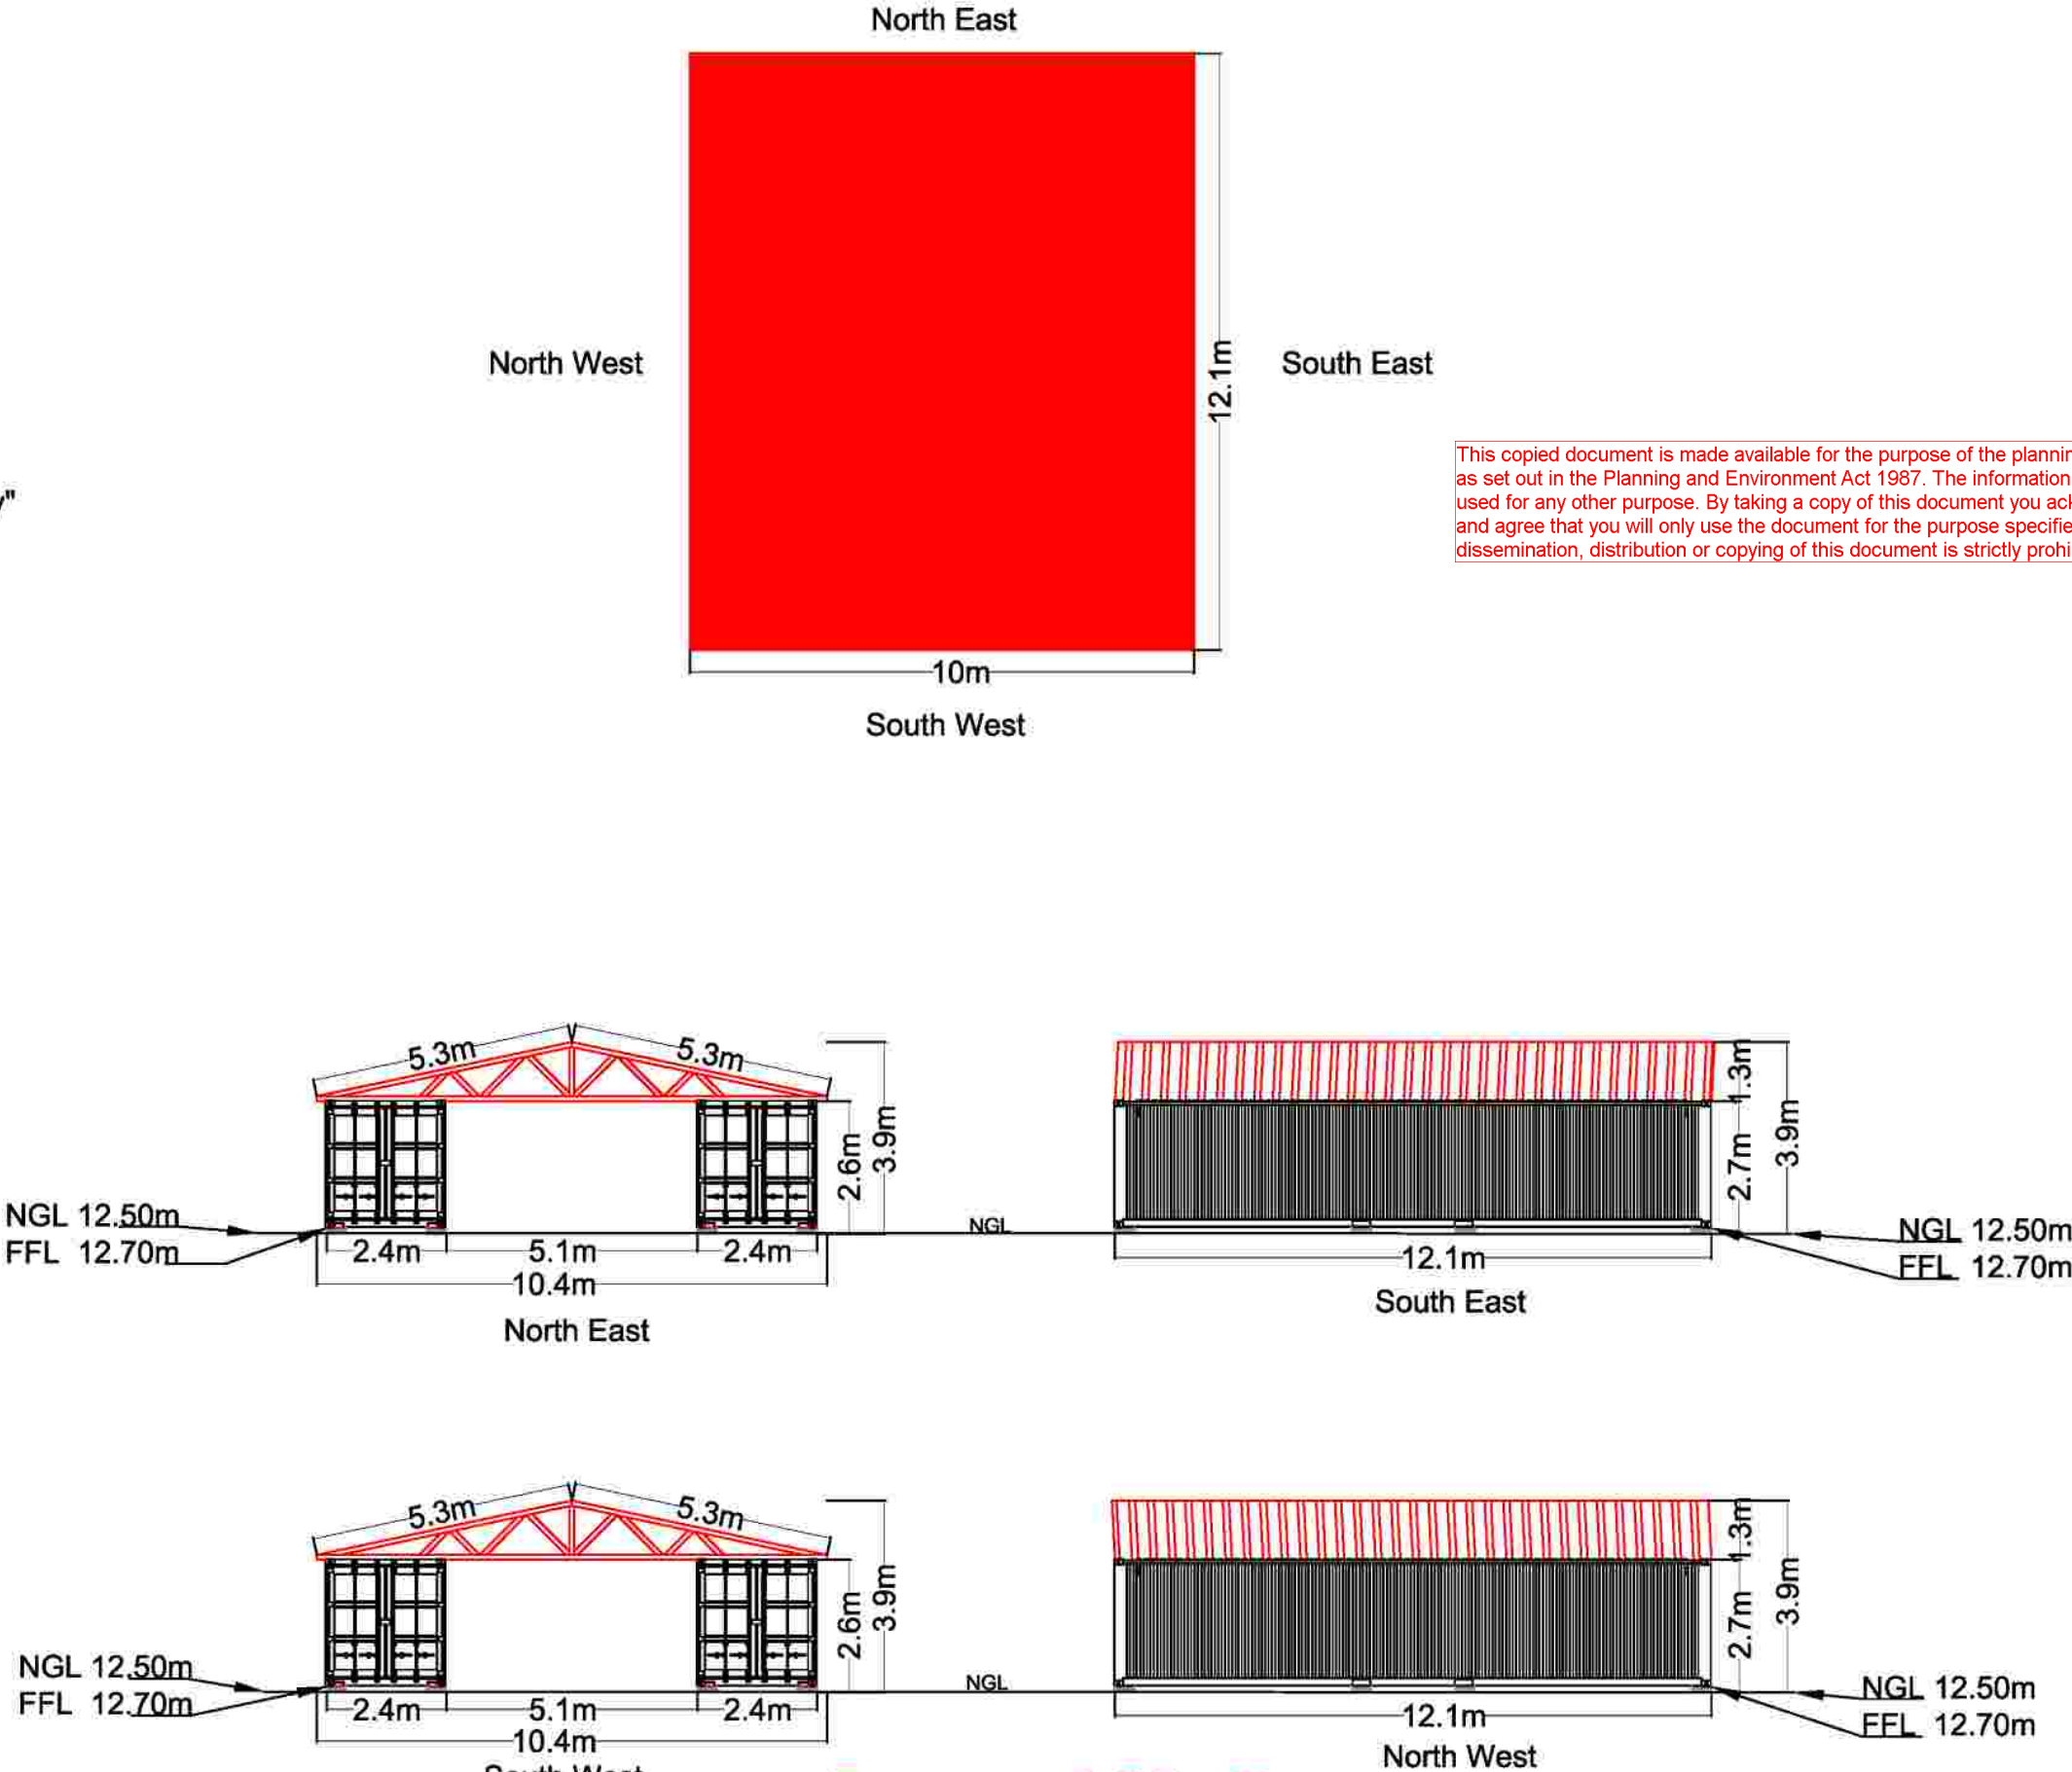 North East
North West
South East
12.1m
10m
South West
This copied document is made available for the purpose of the
as set out in the Planning and Environment Act 1987. The information
used for any other purpose. By taking a copy of this document you
and agree that you will only use the document for the purpose
dissemination, distribution or copying of this document is strictly
5.3m
5.3m
2.6m
3.9m
NGL 12.50m
FFL 12.70m
2.4m
5.1m
2.4m
10.4m
North East
NGL
1.3m
2.7m
3.9m
12.1m
NGL 12.50m
FFL 12.70m
South East
5.3m
5.3m
2.6m
3.9m
NGL 12.50m
FFL 12.70m
2.4m
5.1m
2.4m
10.4m
South West
NGL
1.3m
2.7m
3.9m
12.1m
NGL 12.50m
FFL 12.70m
North West